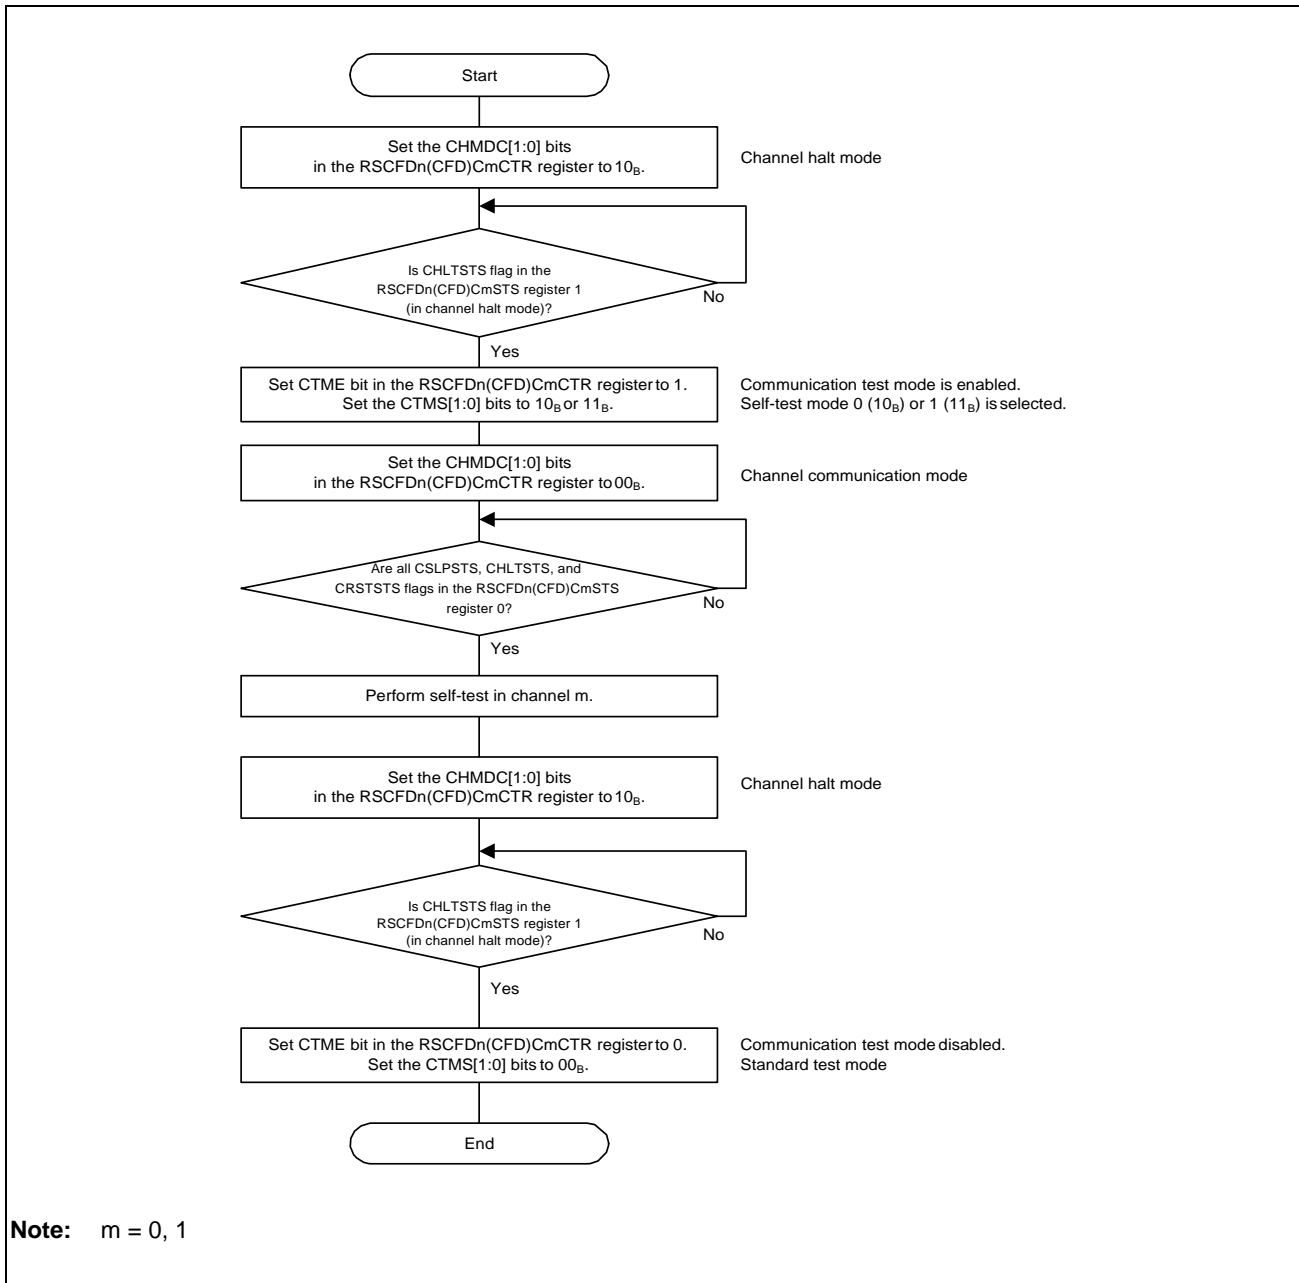 Start
Set the CHMDC[1:0] bits
in the RSCFDn(CFD)CmCTR register to 10B.
Channel halt mode
Is CHLTSTS flag in the
RSCFDn(CFD)CmSTS register 1
(in channel halt mode)?
No
Yes
Set CTME bit in the RSCFDn(CFD)CmCTR register to 1.
Set the CTMS[1:0] bits to 10B or 11B.
Communication test mode is enabled.
Self-test mode 0 (10B) or 1 (11B) is selected.
Set the CHMDC[1:0] bits
in the RSCFDn(CFD)CmCTR register to 00B.
Channel communication mode
Are all CSLPSTS, CHLTSTS, and
CRSTSTS flags in the RSCFDn(CFD)CmSTS
register 0?
No
Yes
Perform self-test in channel m.
Set the CHMDC[1:0] bits
in the RSCFDn(CFD)CmCTR register to 10B.
Channel halt mode
Is CHLTSTS flag in the
RSCFDn(CFD)CmSTS register 1
(in channel halt mode)?
No
Yes
Set CTME bit in the RSCFDn(CFD)CmCTR register to 0.
Set the CTMS[1:0] bits to 00B.
Communication test mode disabled.
Standard test mode
End
Note: m = 0, 1